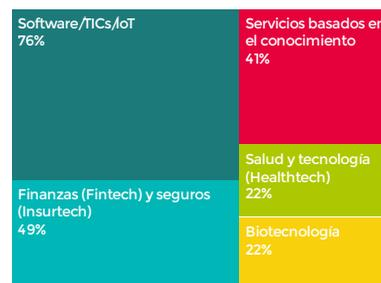 Software/TICs/IoT
76%
Servicios basados en
el conocimiento
41%
Salud y tecnología
(Healthtech)
22%
Finanzas (Fintech) y seguros
(Insurtech)
49%
Biotecnología
22%